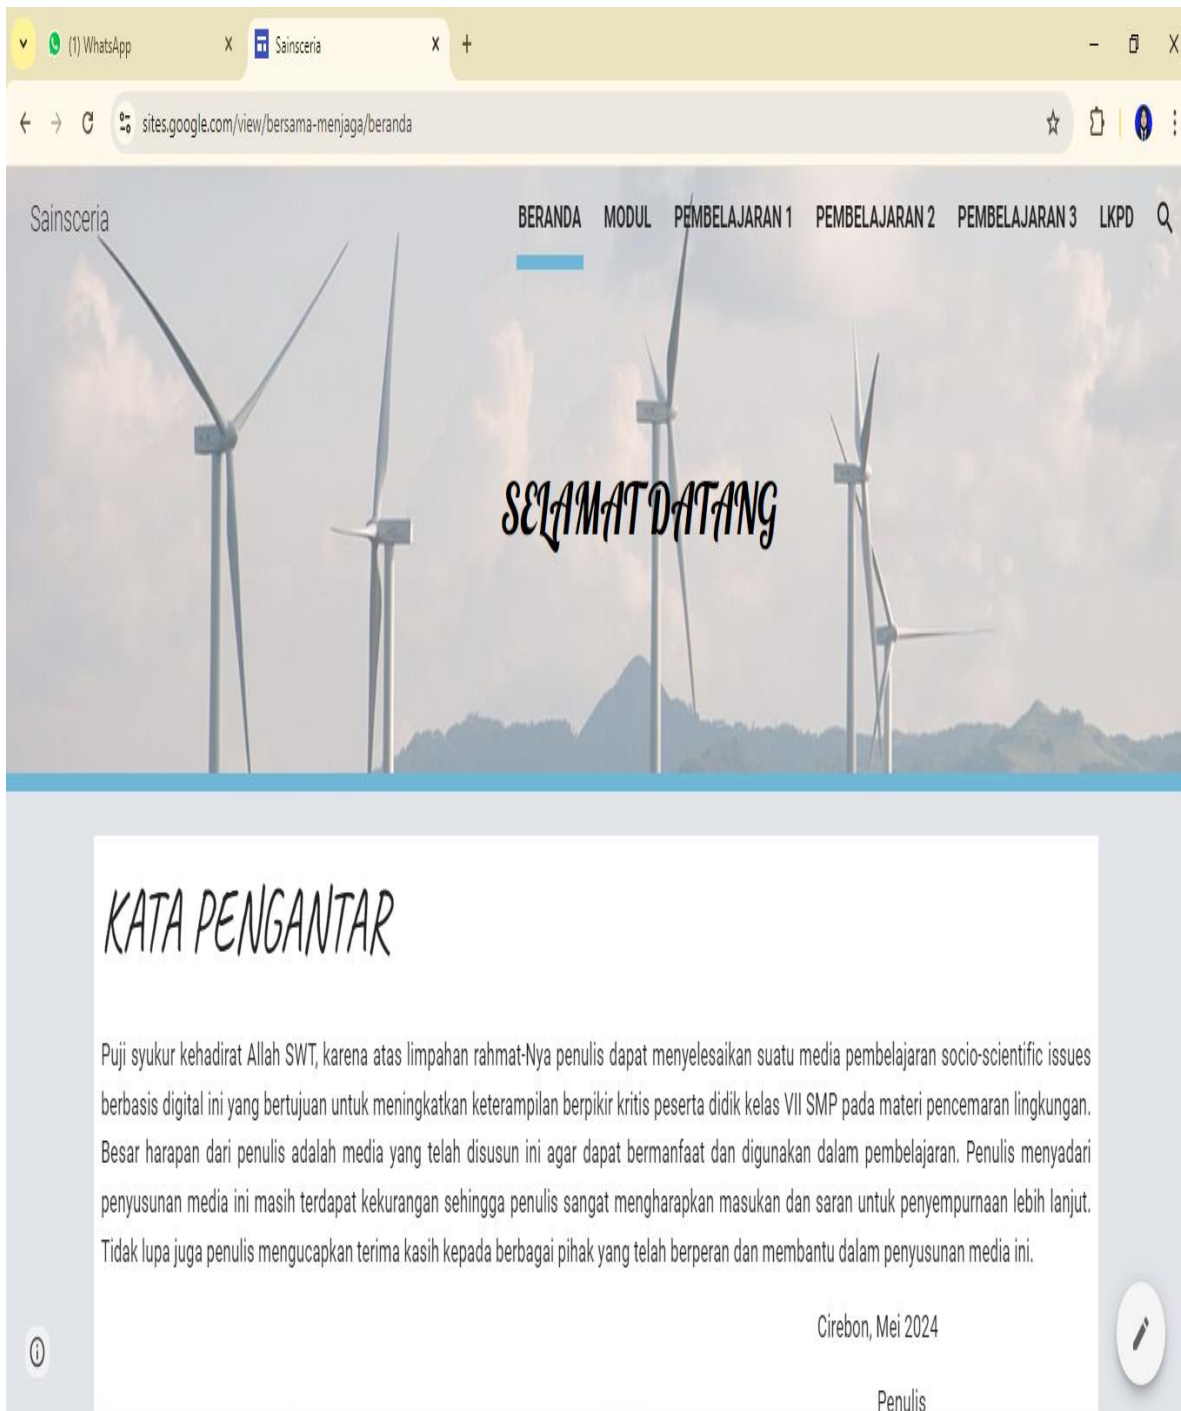 (1) WhatsApp
Sainsceria
sites.google.com/view/bersama-menjaga/beranda
Sainsceria
BERANDA MODUL PEMBELAJARAN 1 PEMBELAJARAN 2 PEMBELAJARAN 3 LKPD
SELAMAT DATANG
KATA PENGANTAR
Puji syukur kehadirat Allah SWT, karena atas limpahan rahmat-Nya penulis dapat menyelesaikan suatu media pembelajaran socio-scientific issues
berbasis digital ini yang bertujuan untuk meningkatkan keterampilan berpikir kritis peserta didik kelas VII SMP pada materi pencemaran lingkungan.
Besar harapan dari penulis adalah media yang telah disusun ini agar dapat bermanfaat dan digunakan dalam pembelajaran. Penulis menyadari
penyusunan media ini masih terdapat kekurangan sehingga penulis sangat mengharapkan masukan dan saran untuk penyempurnaan lebih lanjut.
Tidak lupa juga penulis mengucapkan terima kasih kepada berbagai pihak yang telah berperan dan membantu dalam penyusunan media ini.
Cirebon, Mei 2024
Penulis